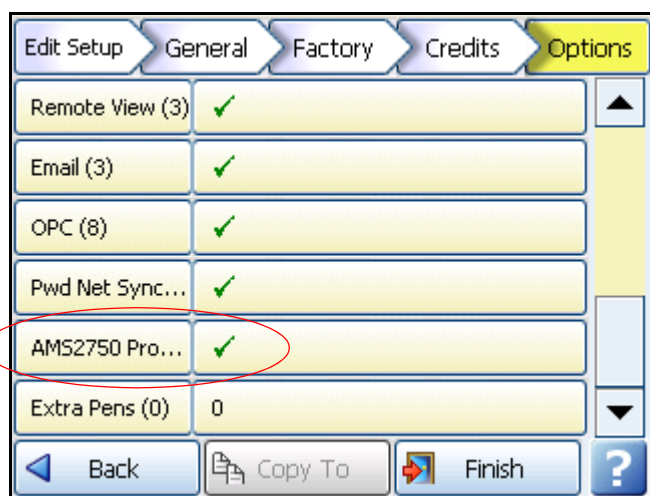 Edit Setup General Factory Credits Options
Remote View (3)
Email (3)
OPC (8)
Pwd Net Sync...
AMS2750 Pro...
Extra Pens (0) 0
Back Copy To Finish ?